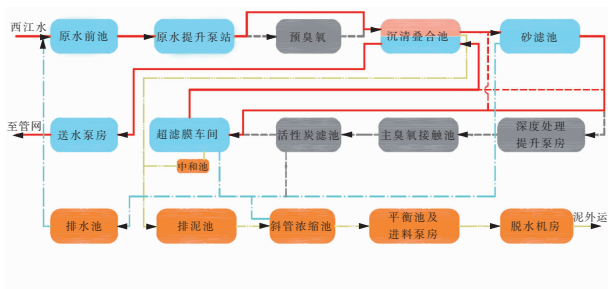 西江水
原水前池
原水提升泵站
预臭氧
沉清叠合池
砂滤池
至管网
送水泵房
超滤膜车间
活性炭滤池
主臭氧接触池
深度处理
提升泵房
中和池
排水池
排泥池
斜管浓缩池
平衡池及
进料泵房
脱水机房
泥外运